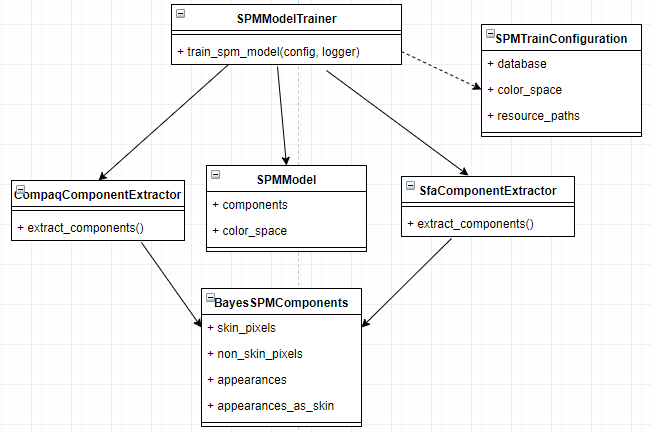 SPMModelTrainer
+ train_spm_model(config, logger)
SPMTrainConfiguration
+ database
+ color_space
+ resource_paths
CompaqComponentExtractor
+ extract_components()
SPMModel
+ components
+ color_space
SfaComponentExtractor
+ extract_components()
BayesSPMComponents
+ skin_pixels
+ non_skin_pixels
+ appearances
+ appearances_as_skin